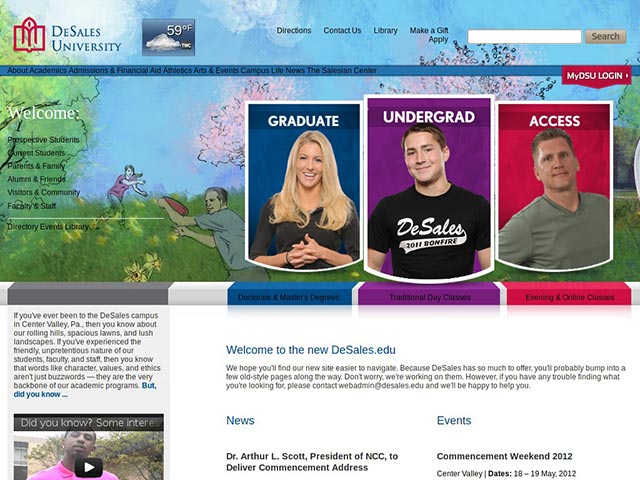 DeSales
University
59°F
TWC
Directions
Contact Us
Library
Make a Gift
Apply
Search
About Academics Admissions & Financial Aid Athletics Arts & Events Campus Life News The Salesian Center
MyDSU LOGIN
Welcome:
Prospective Students
Current Students
Parents & Family
Alumni & Friends
Visitors & Community
Faculty & Staff
Directory Events Library
GRADUATE
UNDERGRAD
ACCESS
DeSales
2011 BONFIRE
Doctorate & Master's Degrees
Traditional Day Classes
Evening & Online Classes
If you've ever been to the DeSales campus
in Center Valley, Pa., then you know about
our rolling hills, spacious lawns, and lush
landscapes. If you've experienced the
friendly, unpretentious nature of our
students, faculty, and staff, then you know
that words like character, values, and ethics
aren't just buzzwords — they are the very
backbone of our academic programs. But,
did you know ...
Did you know? Some inter
Welcome to the new DeSales.edu
We hope you'll find our new site easier to navigate. Because DeSales has so much to offer, you'll probably bump into a
few old-style pages along the way. Don't worry, we're working on them. However, if you have any trouble finding what
you're looking for, please contact webadmin@desales.edu and we'll be happy to help you.
News
Events
Dr. Arthur L. Scott, President of NCC, to
Deliver Commencement Address
Commencement Weekend 2012
Center Valley | Dates: 18 – 19 May, 2012